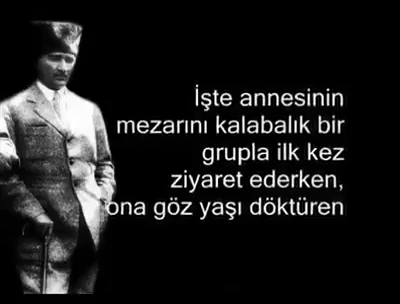 İşte annesinin
mezarını kalabalık bir
grupla ilk kez
ziyaret ederken,
ona göz yaşı döktüren